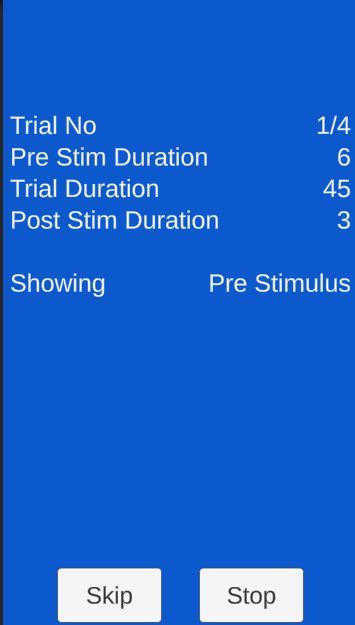 Trial No 1/4
Pre Stim Duration 6
Trial Duration 45
Post Stim Duration 3
Showing Pre Stimulus
Skip Stop